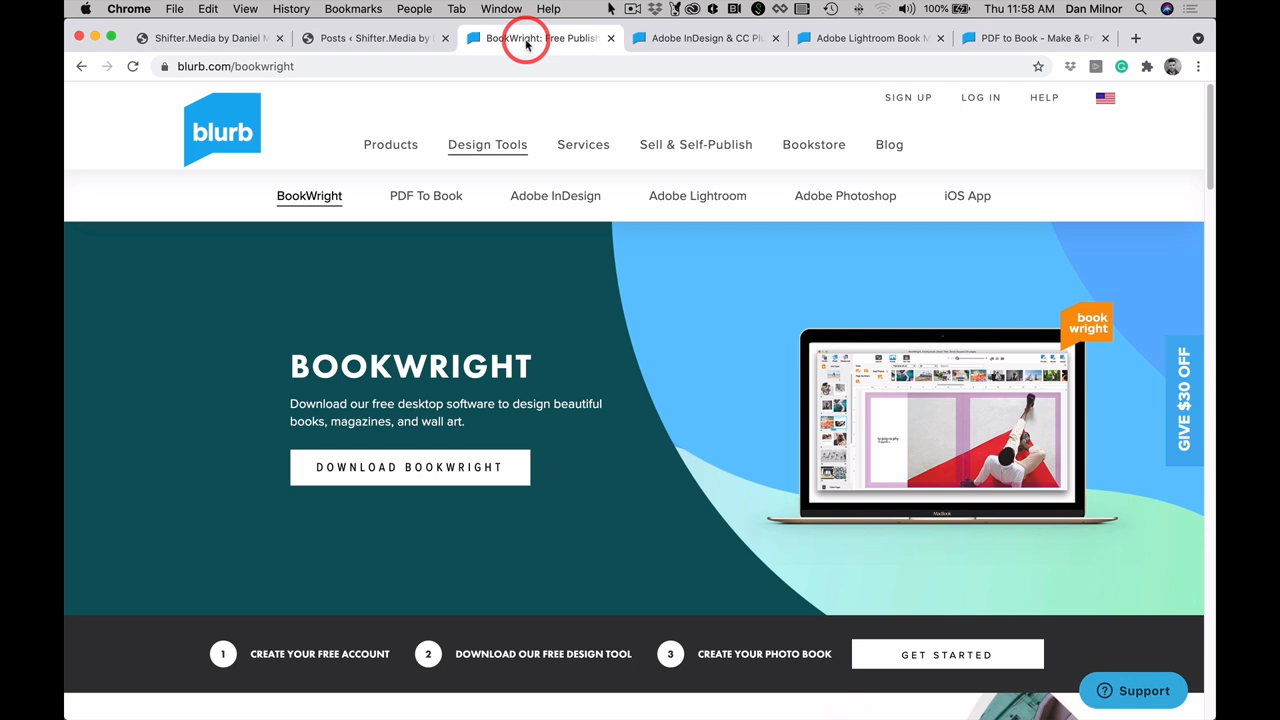 Chrome File Edit View History Bookmarks People Tab Window Help 100% Thu 11:58 AM Dan Milnor
Shifter.Media by Daniel M
Posts ‹ Shifter.Media by
BookWright: Free Publish
Adobe InDesign & CC Plu
Adobe Lightroom Book M
PDF to Book - Make & Pri
blurb.com/bookwright
SIGN UP LOG IN HELP
blurb
Products Design Tools Services Sell & Self-Publish Bookstore Blog
BookWright PDF To Book Adobe InDesign Adobe Lightroom Adobe Photoshop iOS App
book
wright
BOOKWRIGHT
Download our free desktop software to design beautiful
books, magazines, and wall art.
DOWNLOAD BOOKWRIGHT
GIVE $30 OFF
MacBook
1 CREATE YOUR FREE ACCOUNT 2 DOWNLOAD OUR FREE DESIGN TOOL 3 CREATE YOUR PHOTO BOOK GET STARTED
? Support